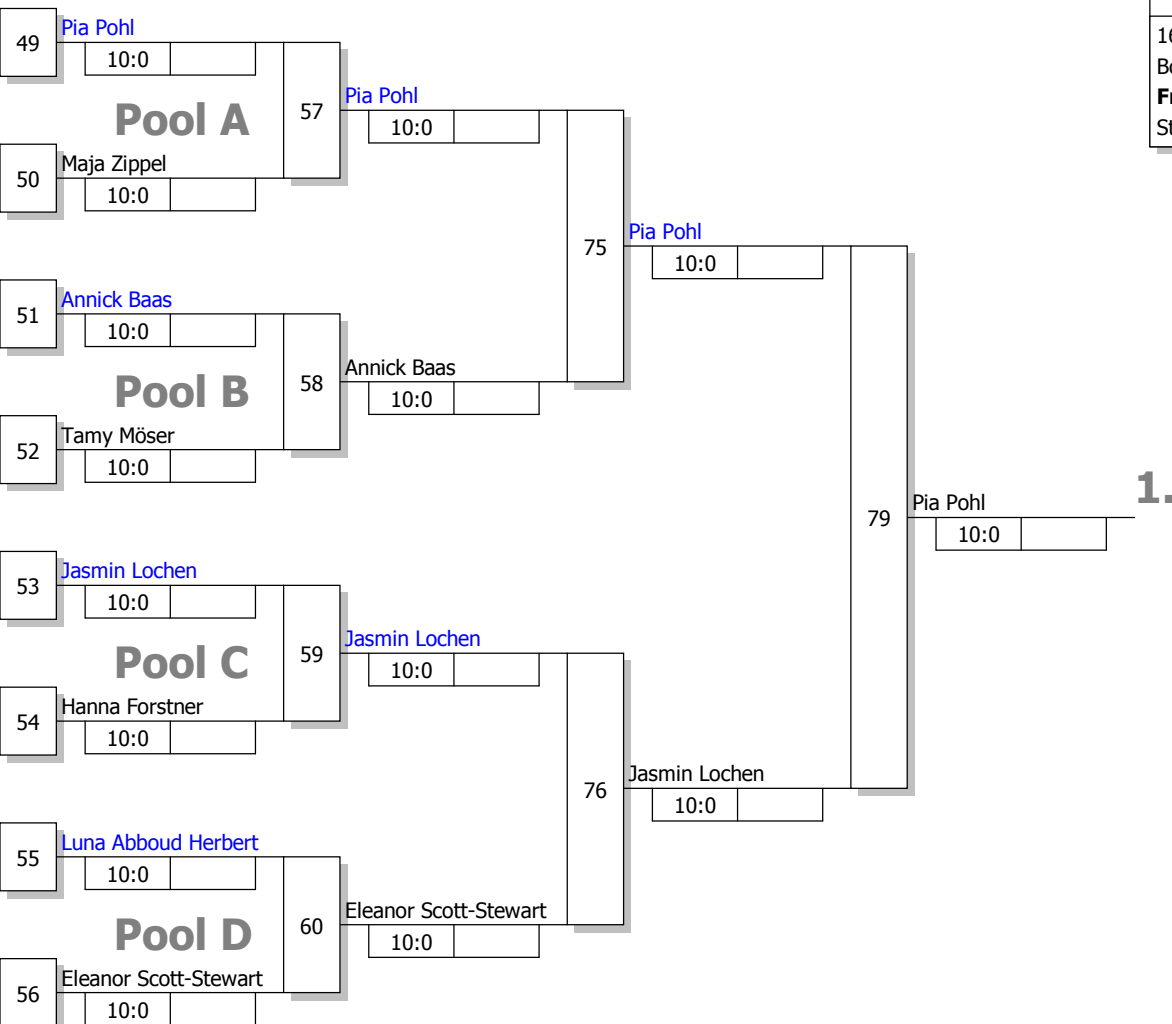 49
Pia Pohl
10:0
Pool A
57
Pia Pohl
10:0
50
Maja Zippel
10:0
75
Pia Pohl
10:0
51
Annick Baas
10:0
Pool B
58
Annick Baas
10:0
52
Tamy Möser
10:0
79
Pia Pohl
10:0
1.
53
Jasmin Lochen
10:0
Pool C
59
Jasmin Lochen
10:0
54
Hanna Forstner
10:0
76
Jasmin Lochen
10:0
55
Luna Abboud Herbert
10:0
Pool D
60
Eleanor Scott-Stewart
10:0
56
Eleanor Scott-Stewart
10:0